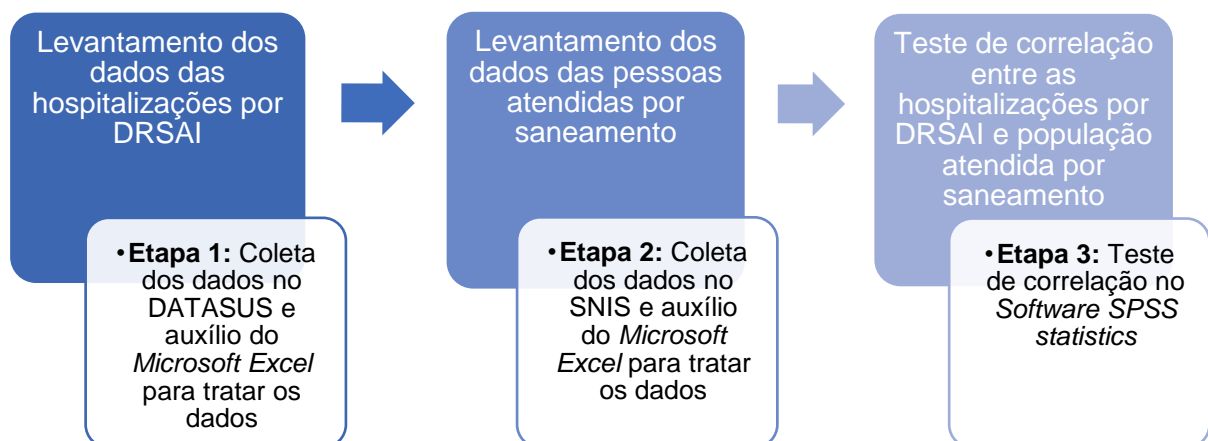 Levantamento dos
dados das
hospitalizações por
DRSAI
•Etapa 1: Coleta
dos dados no
DATASUS e
auxílio do
Microsoft Excel
para tratar os
dados
Levantamento dos
dados das pessoas
atendidas por
saneamento
•Etapa 2: Coleta
dos dados no
SNIS e auxílio
do Microsoft
Excel para tratar
os dados
Teste de correlação
entre as
hospitalizações por
DRSAI e população
atendida por
saneamento
•Etapa 3: Teste
de correlação no
Software SPSS
statistics